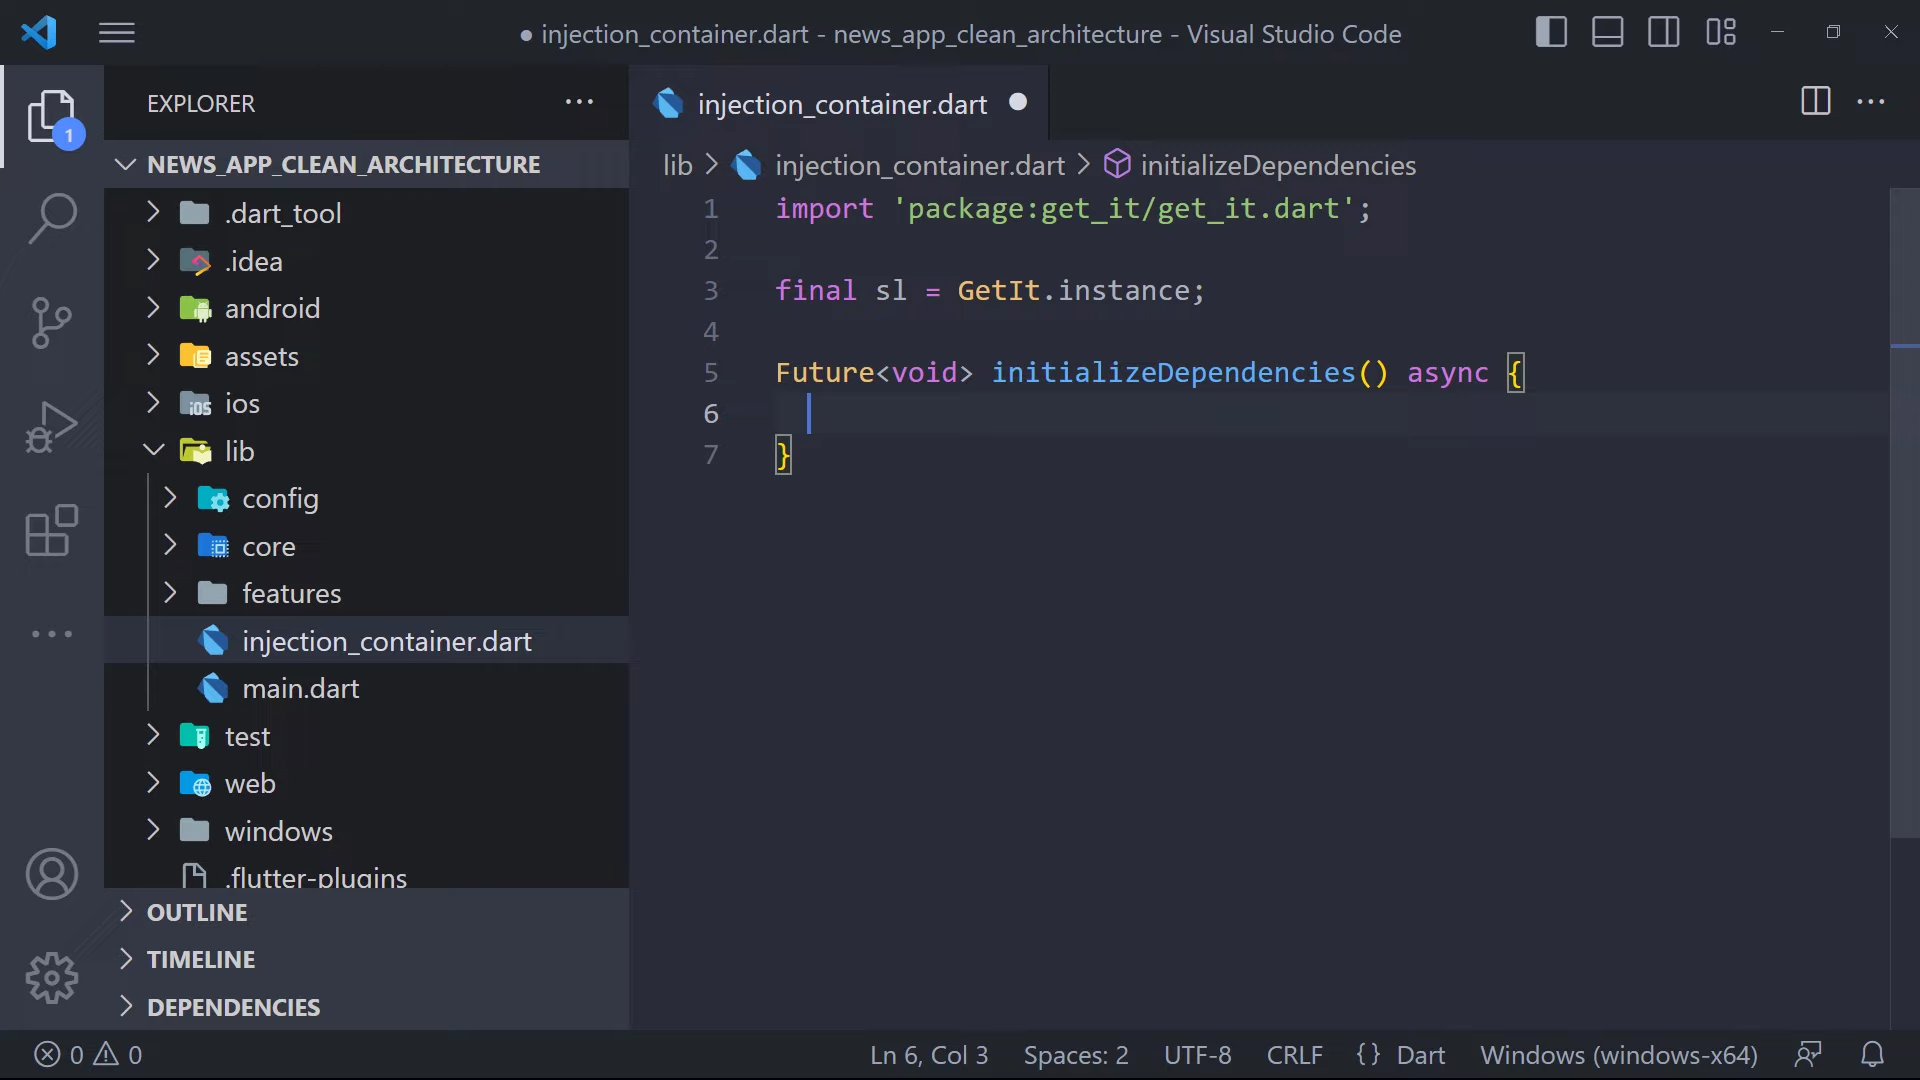 ● injection_container.dart - news_app_clean_architecture - Visual Studio Code
EXPLORER
1
NEWS_APP_CLEAN_ARCHITECTURE
.dart_tool
.idea
android
assets
ios
lib
config
core
features
injection_container.dart
main.dart
test
web
windows
.flutter-plugins
OUTLINE
TIMELINE
DEPENDENCIES
injection_container.dart
lib > injection_container.dart > initializeDependencies
1 import 'package:get_it/get_it.dart';
2
3 final sl = GetIt.instance;
4
5 Future<void> initializeDependencies() async {
6
7 }
0 0 Ln 6, Col 3 Spaces: 2 UTF-8 CRLF {} Dart Windows (windows-x64)